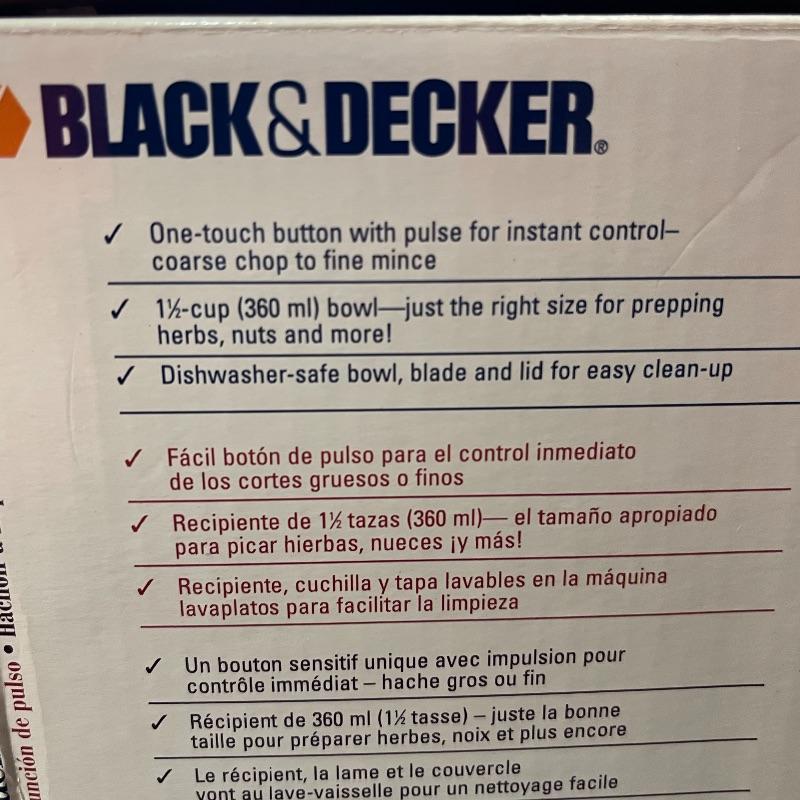 BLACK&DECKER®
✓ One-touch button with pulse for instant control–
coarse chop to fine mince
✓ 1½-cup (360 ml) bowl—just the right size for prepping
herbs, nuts and more!
✓ Dishwasher-safe bowl, blade and lid for easy clean-up
✓ Fácil botón de pulso para el control inmediato
de los cortes gruesos o finos
✓ Recipiente de 1½ tazas (360 ml)— el tamaño apropiado
para picar hierbas, nueces ¡y más!
✓ Recipiente, cuchilla y tapa lavables en la máquina
lavaplatos para facilitar la limpieza
✓ Un bouton sensitif unique avec impulsion pour
contrôle immédiat – hache gros ou fin
✓ Récipient de 360 ml (1½ tasse) – juste la bonne
taille pour préparer herbes, noix et plus encore
✓ Le récipient, la lame et le couvercle
vont au lave-vaisselle pour un nettoyage facile
de pulso •